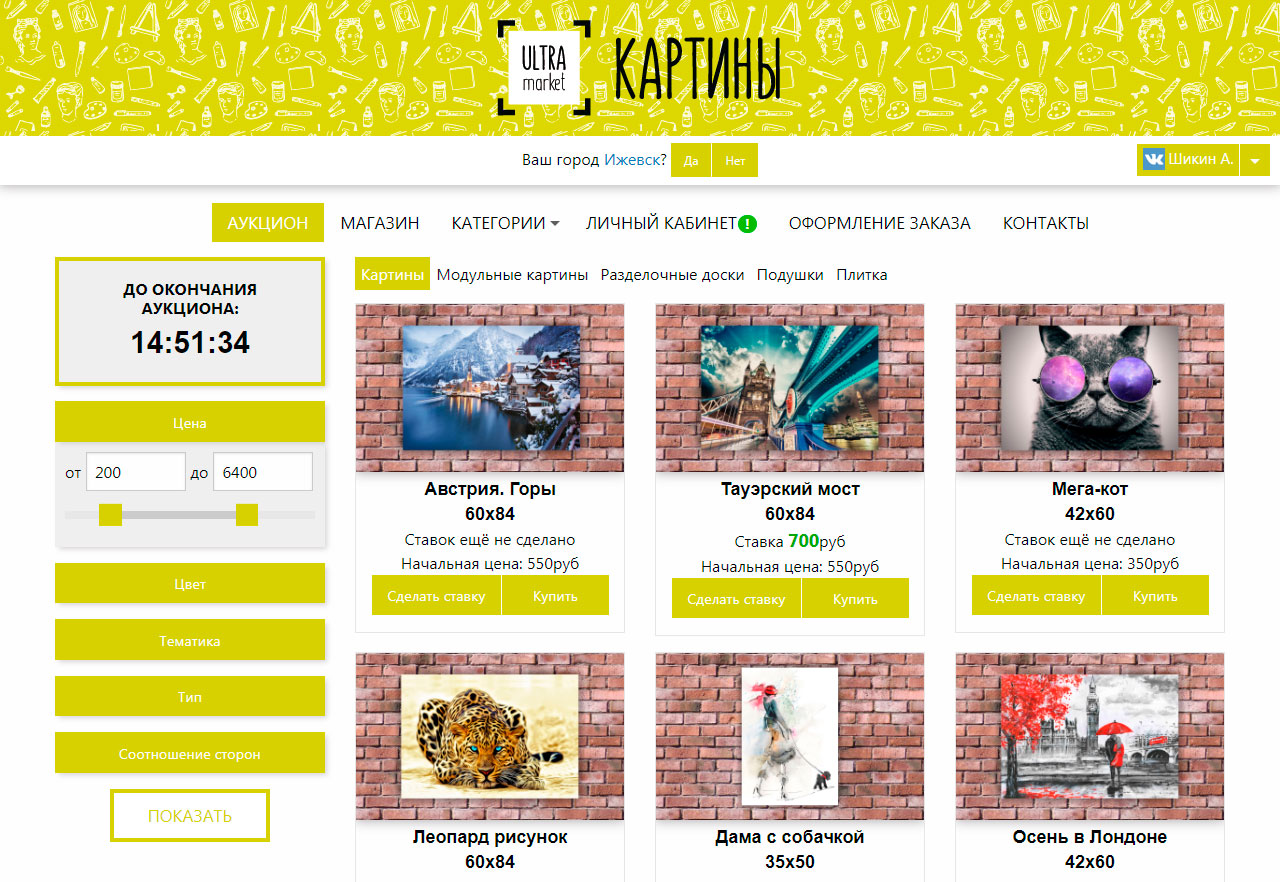 ULTRA
market
КАРТИНЫ
Ваш город Ижевск? Да Нет
Шикин А.
АУКЦИОН МАГАЗИН КАТЕГОРИИ ЛИЧНЫЙ КАБИНЕТ! ОФОРМЛЕНИЕ ЗАКАЗА КОНТАКТЫ
ДО ОКОНЧАНИЯ
АУКЦИОНА:
14:51:34
Цена
от 200 до 6400
Цвет
Тематика
Тип
Соотношение сторон
ПОКАЗАТЬ
Картины Модульные картины Разделочные доски Подушки Плитка
Австрия. Горы
60x84
Ставок ещё не сделано
Начальная цена: 550руб
Сделать ставку Купить
Тауэрский мост
60x84
Ставка 700руб
Начальная цена: 550руб
Сделать ставку Купить
Мега-кот
42x60
Ставок ещё не сделано
Начальная цена: 350руб
Сделать ставку Купить
Леопард рисунок
60x84
Дама с собачкой
35x50
Осень в Лондоне
42x60